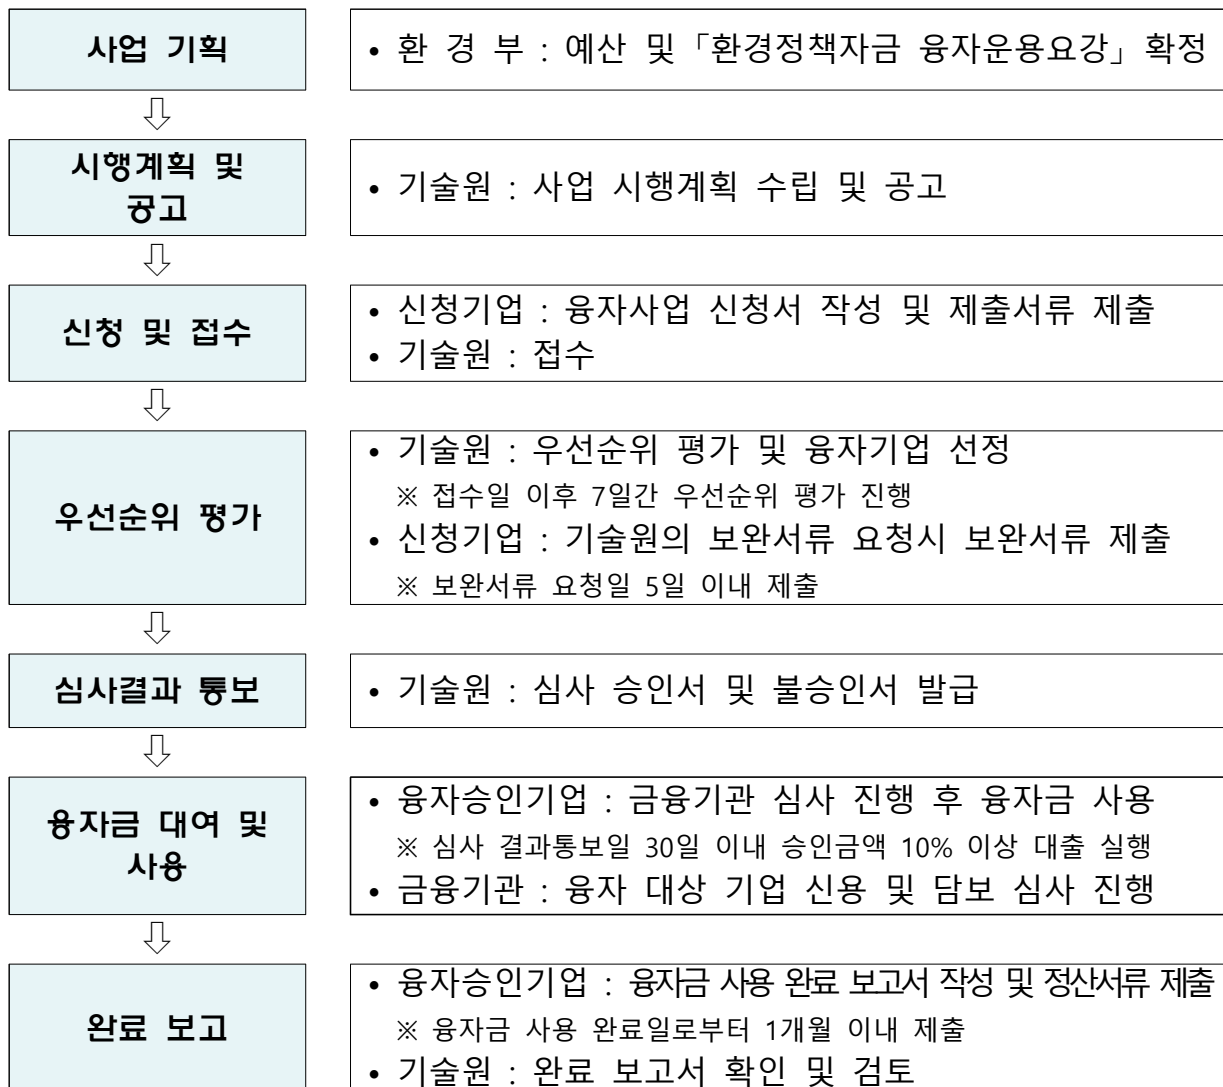 사업 기획
• 환 경 부 : 예산 및「환경정책자금 융자운용요강」확정
시행계획 및
공고
• 기술원 : 사업 시행계획 수립 및 공고
신청 및 접수
• 신청기업 : 융자사업 신청서 작성 및 제출서류 제출
• 기술원 : 접수
우선순위 평가
• 기술원 : 우선순위 평가 및 융자기업 선정
※ 접수일 이후 7일간 우선순위 평가 진행
• 신청기업 : 기술원의 보완서류 요청시 보완서류 제출
※ 보완서류 요청일 5일 이내 제출
심사결과 통보
• 기술원 : 심사 승인서 및 불승인서 발급
융자금 대여 및
사용
• 융자승인기업 : 금융기관 심사 진행 후 융자금 사용
※ 심사 결과통보일 30일 이내 승인금액 10% 이상 대출 실행
• 금융기관 : 융자 대상 기업 신용 및 담보 심사 진행
완료 보고
• 융자승인기업 : 융자금 사용 완료 보고서 작성 및 정산서류 제출
※ 융자금 사용 완료일로부터 1개월 이내 제출
• 기술원 : 완료 보고서 확인 및 검토